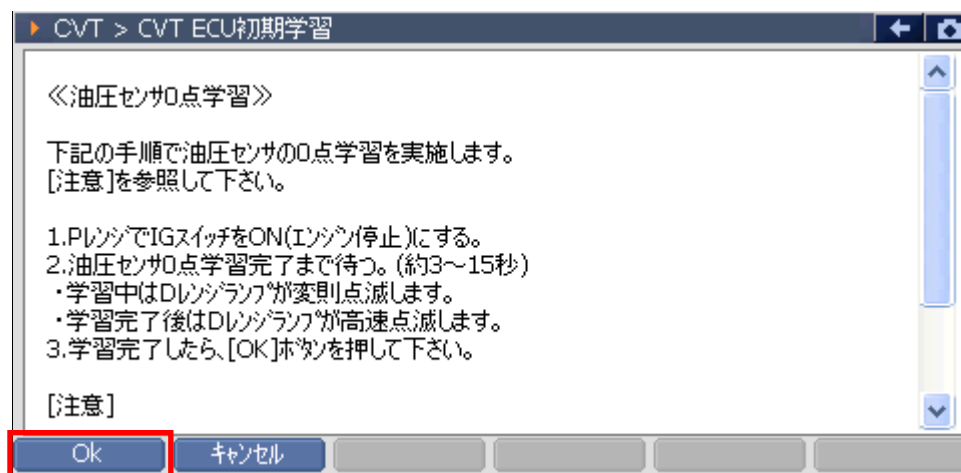 CVT > CVT ECU初期学習
≪油圧センサ0点学習≫
下記の手順で油圧センサの0点学習を実施します。
[注意]を参照して下さい。
1.PレンジでIGスイッチをON(エンジン停止)にする。
2.油圧センサ0点学習完了まで待つ。(約3～15秒)
・学習中はDレンジランプが変則点滅します。
・学習完了後はDレンジランプが高速点滅します。
3.学習完了したら、[OK]ボタンを押して下さい。
[注意]
Ok キャンセル